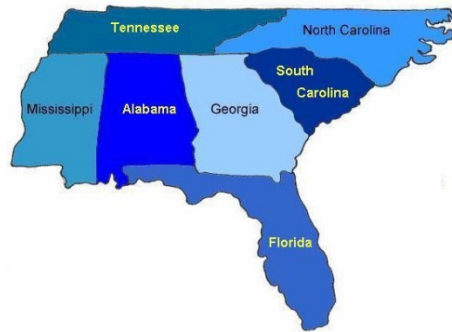 Tennessee
North Carolina
South
Carolina
Mississippi
Alabama
Georgia
Florida